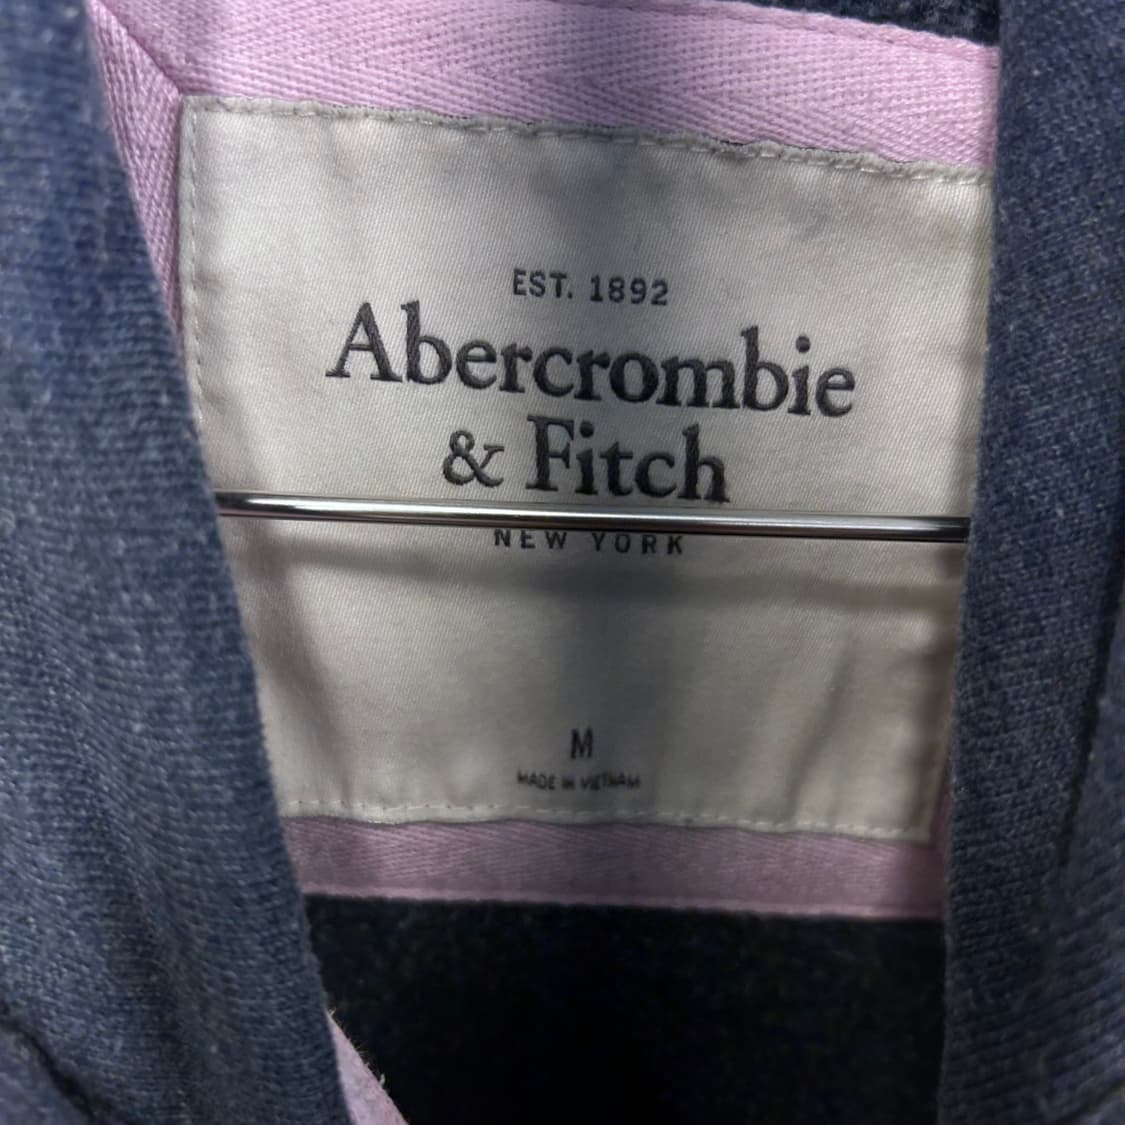 EST. 1892
Abercrombie
& Fitch
NEW YORK
M
MADE IN VIETNAM